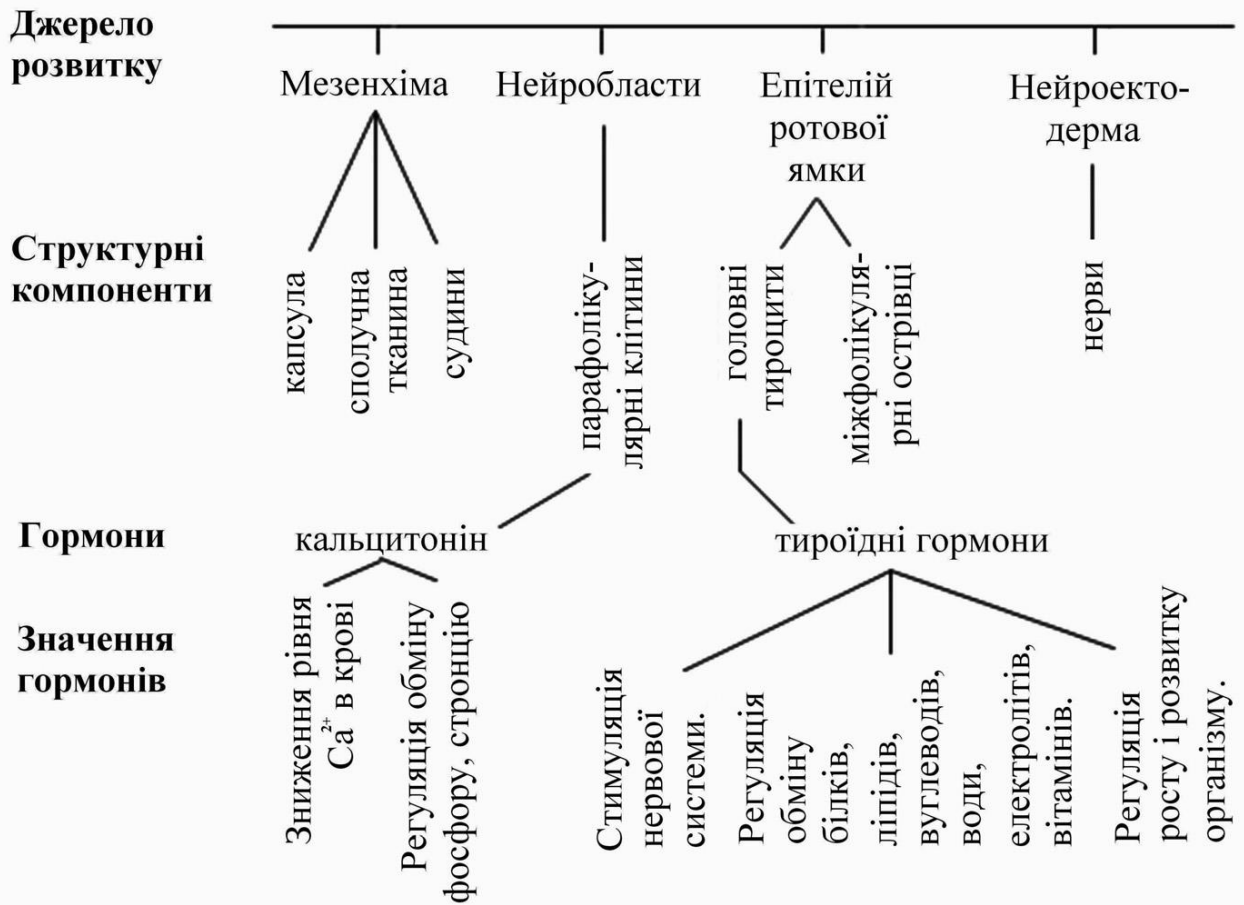 Джерело
розвитку
Мезенхіма
Нейробласти
Епітелій
ротової
ямки
Нейроекто-
дерма
Структурні
компоненти
капсула
сполучна
тканина
судини
парафоліку-
лярні клітини
головні
тироцити
міжфолікуля-
рні острівці
нерви
Гормони
кальцитонін
тироїдні гормони
Значення
гормонів
Зниження рівня
Ca²⁺ в крові
Регуляція обміну
фосфору, стронцію
Стимуляція
нервової
системи.
Регуляція
обміну
білків,
ліпідів,
вуглеводів,
води,
електролітів,
вітамінів.
Регуляція
росту і розвитку
організму.